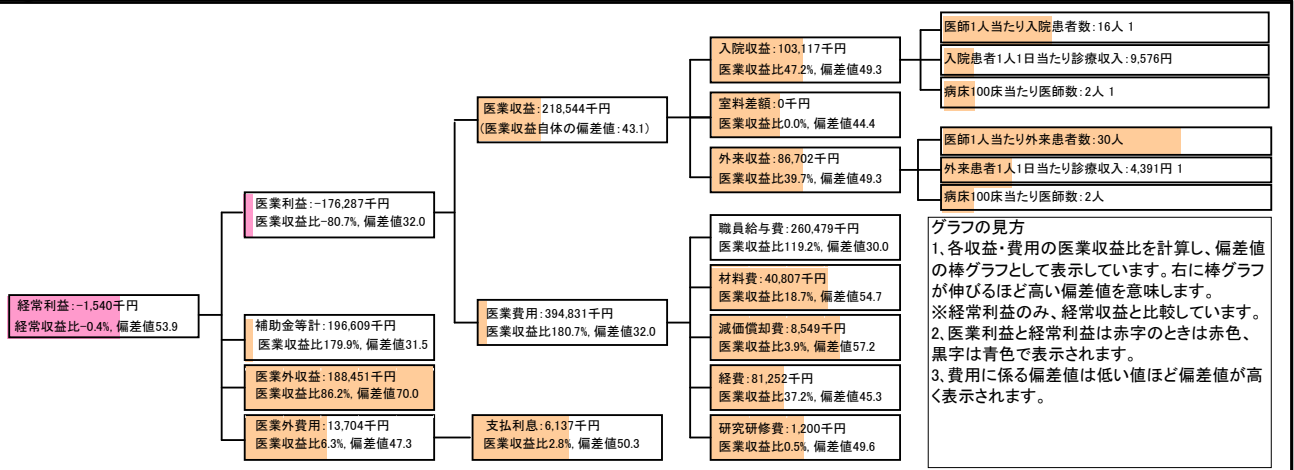 経常利益:-1,540千円
経常収益比-0.4%, 偏差値53.9
医業利益:-176,287千円
医業収益比-80.7%, 偏差値32.0
補助金等計:196,609千円
医業収益比179.9%, 偏差値31.5
医業外収益:188,451千円
医業収益比86.2%, 偏差値70.0
医業外費用:13,704千円
医業収益比6.3%, 偏差値47.3
医業収益:218,544千円
(医業収益自体の偏差値:43.1)
医業費用:394,831千円
医業収益比180.7%, 偏差値32.0
支払利息:6,137千円
医業収益比2.8%, 偏差値50.3
入院収益:103,117千円
医業収益比47.2%, 偏差値49.3
室料差額:0千円
医業収益比0.0%, 偏差値44.4
外来収益:86,702千円
医業収益比39.7%, 偏差値49.3
職員給与費:260,479千円
医業収益比119.2%, 偏差値30.0
材料費:40,807千円
医業収益比18.7%, 偏差値54.7
減価償却費:8,549千円
医業収益比3.9%, 偏差値57.2
経費:81,252千円
医業収益比37.2%, 偏差値45.3
研究研修費:1,200千円
医業収益比0.5%, 偏差値49.6
医師1人当たり入院患者数:16人 1
入院患者1人1日当たり診療収入:9,576円
病床100床当たり医師数:2人 1
医師1人当たり外来患者数:30人
外来患者1人1日当たり診療収入:4,391円 1
病床100床当たり医師数:2人
グラフの見方
1、各収益・費用の医業収益比を計算し、偏差値
の棒グラフとして表示しています。右に棒グラフ
が伸びるほど高い偏差値を意味します。
※経常利益のみ、経常収益と比較しています。
2、医業利益と経常利益は赤字のときは赤色、
黒字は青色で表示されます。
3、費用に係る偏差値は低い値ほど偏差値が高
く表示されます。